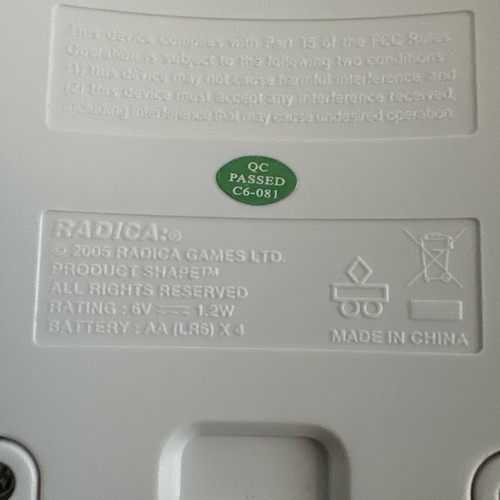 This device complies with Part 15 of the FCC Rules.
Operation is subject to the following two conditions:
(1) this device may not cause harmful interference, and
(2) this device must accept any interference received,
including interference that may cause undesired operation.
QC
PASSED
C6-081
RADICA:®
© 2005 RADICA GAMES LTD.
PRODUCT SHAPE™
ALL RIGHTS RESERVED
RATING : 6V ⎓ 1.2W
BATTERY : AA (LR6) X 4
MADE IN CHINA